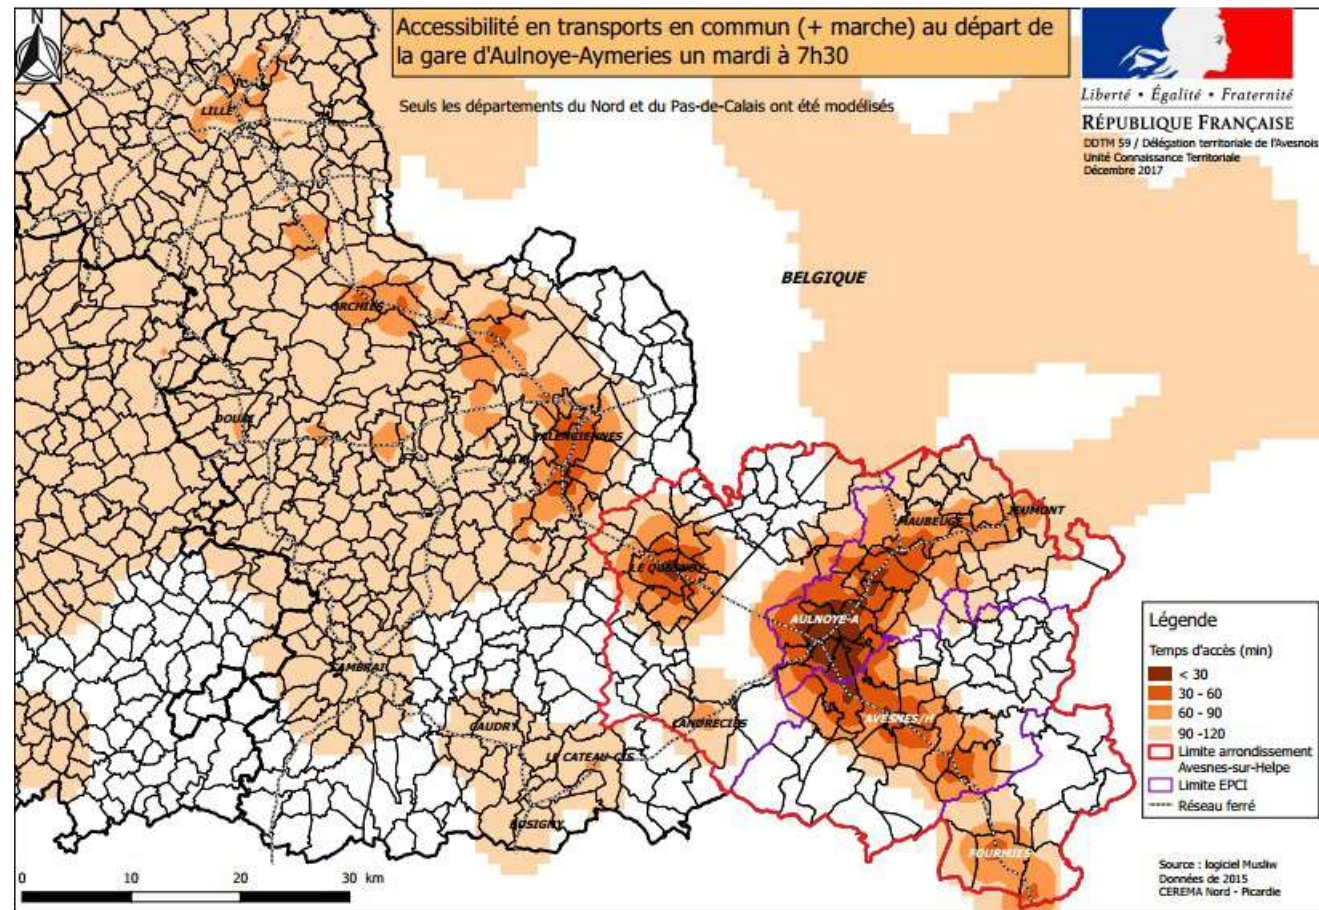 N
Accessibilité en transports en commun (+ marche) au départ de
la gare d'Aulnoye-Aymeries un mardi à 7h30
Seuls les départements du Nord et du Pas-de-Calais ont été modélisés
Liberté • Égalité • Fraternité
RÉPUBLIQUE FRANÇAISE
DDTM 59 / Délégation territoriale de l'Avesnois
Unité Connaissance Territoriale
Décembre 2017
LILLE
BELGIQUE
ORCHIES
DOUAI
VALENCIENNES
MAUBEUGE
JEUMONT
LE QUESNOY
AULNOYE-A
CAMBRAI
LANDRECIES
AVESNES/H
CAUDRY
LE CATEAU-CIS
BUSIGNY
FOURMIES
Légende
Temps d'accès (min)
< 30
30 - 60
60 - 90
90 -120
Limite arrondissement
Avesnes-sur-Helpe
Limite EPCI
Réseau ferré
0 10 20 30 km
Source : logiciel Musliw
Données de 2015
CEREMA Nord - Picardie